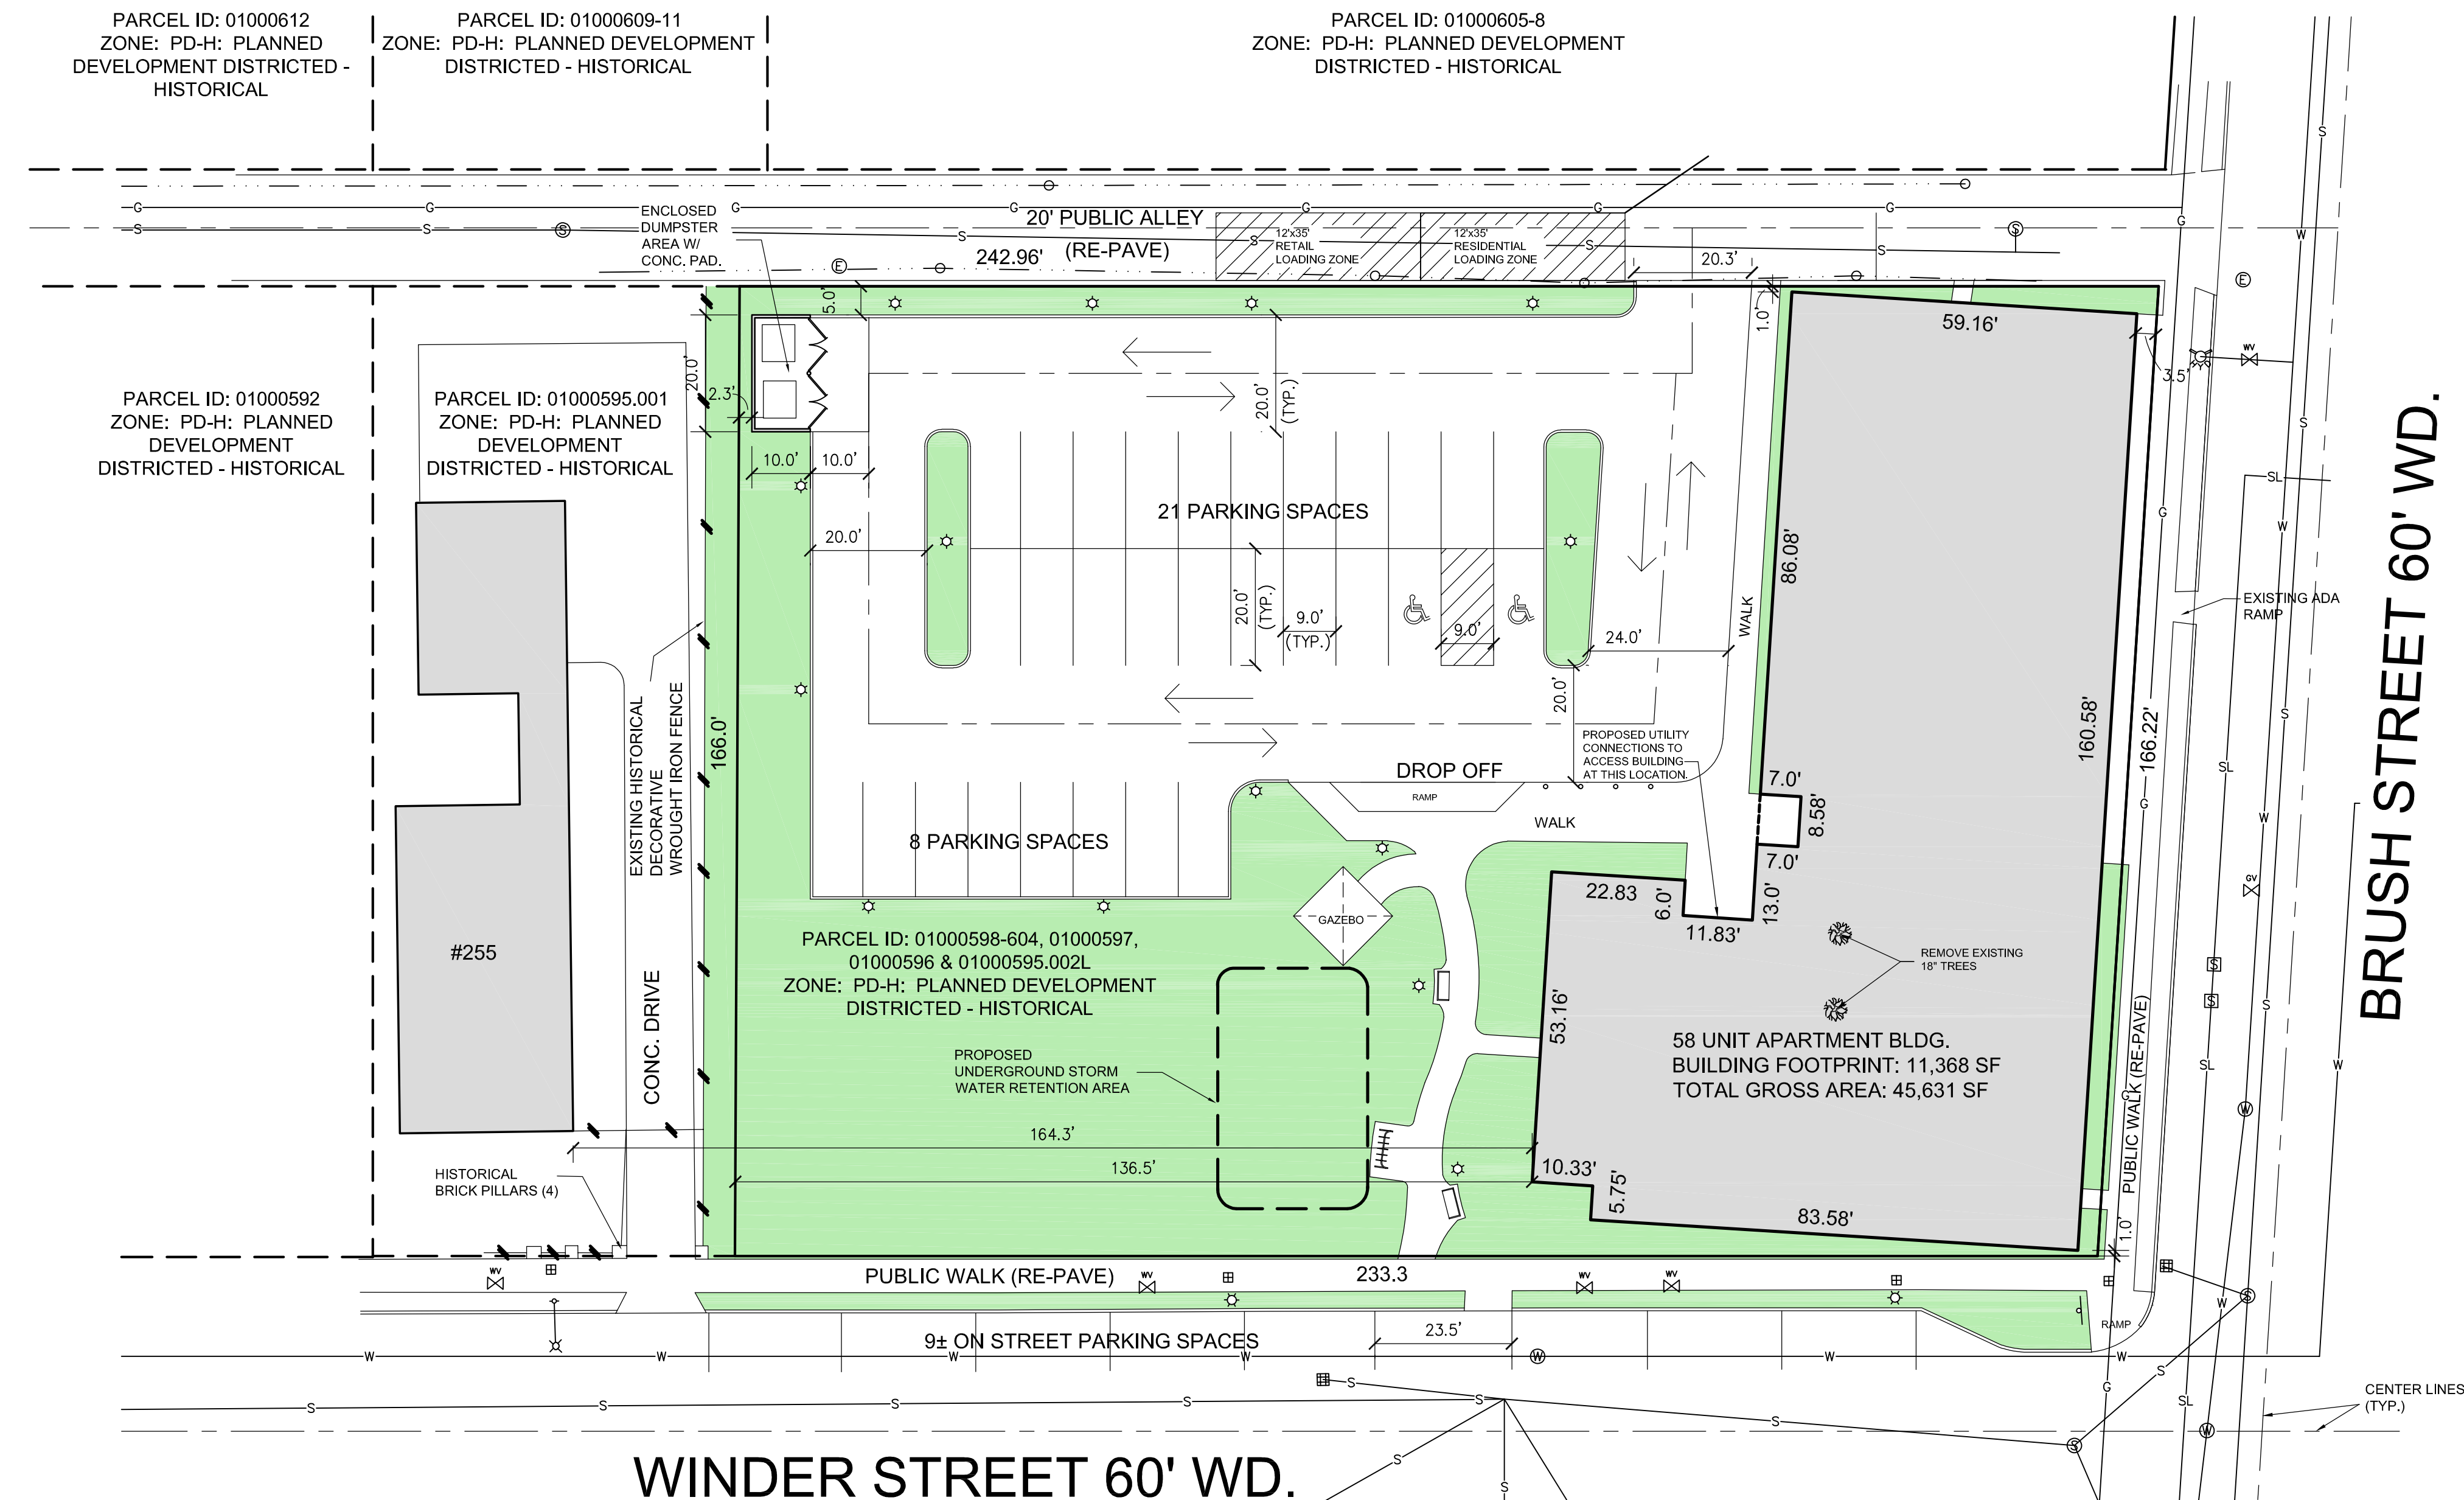 PARCEL ID: 01000612
ZONE: PD-H: PLANNED
DEVELOPMENT DISTRICTED -
HISTORICAL
PARCEL ID: 01000609-11
ZONE: PD-H: PLANNED DEVELOPMENT
DISTRICTED - HISTORICAL
PARCEL ID: 01000605-8
ZONE: PD-H: PLANNED DEVELOPMENT
DISTRICTED - HISTORICAL
ENCLOSED
DUMPSTER
AREA W/
CONC. PAD.
20' PUBLIC ALLEY
(RE-PAVE)
242.96'
12'x35'
RETAIL
LOADING ZONE
12'x35'
RESIDENTIAL
LOADING ZONE
20.3'
5.0'
1.0'
59.16'
3.5'
WV
20.0'
2.3'
20.0'
(TYP.)
PARCEL ID: 01000592
ZONE: PD-H: PLANNED
DEVELOPMENT
DISTRICTED - HISTORICAL
PARCEL ID: 01000595.001
ZONE: PD-H: PLANNED
DEVELOPMENT
DISTRICTED - HISTORICAL
10.0'
10.0'
20.0'
21 PARKING SPACES
20.0'
(TYP.)
9.0'
(TYP.)
9.0'
24.0'
20.0'
WALK
86.08'
EXISTING ADA
RAMP
BRUSH STREET 60' WD.
EXISTING HISTORICAL
DECORATIVE
WROUGHT IRON FENCE
166.0'
PROPOSED UTILITY
CONNECTIONS TO
ACCESS BUILDING
AT THIS LOCATION.
DROP OFF
RAMP
WALK
7.0'
8.58'
7.0'
160.58'
166.22'
8 PARKING SPACES
22.83
6.0'
11.83'
13.0'
GAZEBO
GV
#255
PARCEL ID: 01000598-604, 01000597,
01000596 & 01000595.002L
ZONE: PD-H: PLANNED DEVELOPMENT
DISTRICTED - HISTORICAL
REMOVE EXISTING
18" TREES
CONC. DRIVE
53.16'
PROPOSED
UNDERGROUND STORM
WATER RETENTION AREA
58 UNIT APARTMENT BLDG.
BUILDING FOOTPRINT: 11,368 SF
TOTAL GROSS AREA: 45,631 SF
PUBLIC WALK (RE-PAVE)
164.3'
136.5'
10.33'
5.75'
83.58'
1.0'
HISTORICAL
BRICK PILLARS (4)
PUBLIC WALK (RE-PAVE)
233.3
WV
WV
WV
WV
RAMP
9± ON STREET PARKING SPACES
23.5'
CENTER LINES
(TYP.)
WINDER STREET 60' WD.